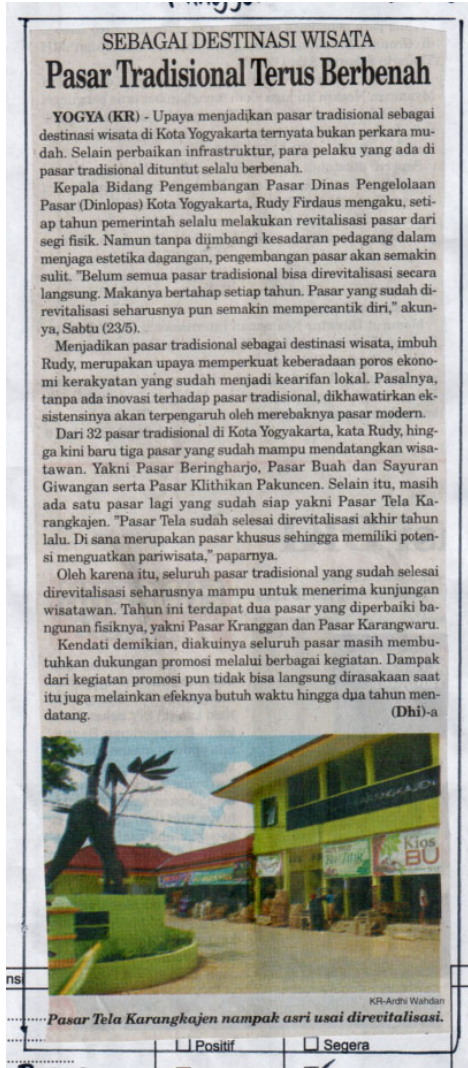 SEBAGAI DESTINASI WISATA
Pasar Tradisional Terus Berbenah
YOGYA (KR) - Upaya menjadikan pasar tradisional sebagai
destinasi wisata di Kota Yogyakarta ternyata bukan perkara mu-
dah. Selain perbaikan infrastruktur, para pelaku yang ada di
pasar tradisional dituntut selalu berbenah.
Kepala Bidang Pengembangan Pasar Dinas Pengelolaan
Pasar (Dinlopas) Kota Yogyakarta, Rudy Firdaus mengaku, seti-
ap tahun pemerintah selalu melakukan revitalisasi pasar dari
segi fisik. Namun tanpa diimbangi kesadaran pedagang dalam
menjaga estetika dagangan, pengembangan pasar akan semakin
sulit. "Belum semua pasar tradisional bisa direvitalisasi secara
langsung. Makanya bertahap setiap tahun. Pasar yang sudah di-
revitalisasi seharusnya pun semakin mempercantik diri," akun-
ya, Sabtu (23/5).
Menjadikan pasar tradisional sebagai destinasi wisata, imbuh
Rudy, merupakan upaya memperkuat keberadaan poros ekono-
mi kerakyatan yang sudah menjadi kearifan lokal. Pasalnya,
tanpa ada inovasi terhadap pasar tradisional, dikhawatirkan ek-
sistensinya akan terpengaruh oleh merebaknya pasar modern.
Dari 32 pasar tradisional di Kota Yogyakarta, kata Rudy, hing-
ga kini baru tiga pasar yang sudah mampu mendatangkan wisa-
tawan. Yakni Pasar Beringharjo, Pasar Buah dan Sayuran
Giwangan serta Pasar Klithikan Pakuncen. Selain itu, masih
ada satu pasar lagi yang sudah siap yakni Pasar Tela Ka-
rangkajen. "Pasar Tela sudah selesai direvitalisasi akhir tahun
lalu. Di sana merupakan pasar khusus sehingga memiliki poten-
si menguatkan pariwisata," paparnya.
Oleh karena itu, seluruh pasar tradisional yang sudah selesai
direvitalisasi seharusnya mampu untuk menerima kunjungan
wisatawan. Tahun ini terdapat dua pasar yang diperbaiki ba-
ngunan fisiknya, yakni Pasar Kranggan dan Pasar Karangwaru.
Kendati demikian, diakuinya seluruh pasar masih membu-
tuhkan dukungan promosi melalui berbagai kegiatan. Dampak
dari kegiatan promosi pun tidak bisa langsung dirasakaan saat
itu juga melainkan efeknya butuh waktu hingga dua tahun men-
datang. (Dhi)-a
Kios
BU
KR-Ardhi Wahdan
Pasar Tela Karangkajen nampak asri usai direvitalisasi.
Positif Segera